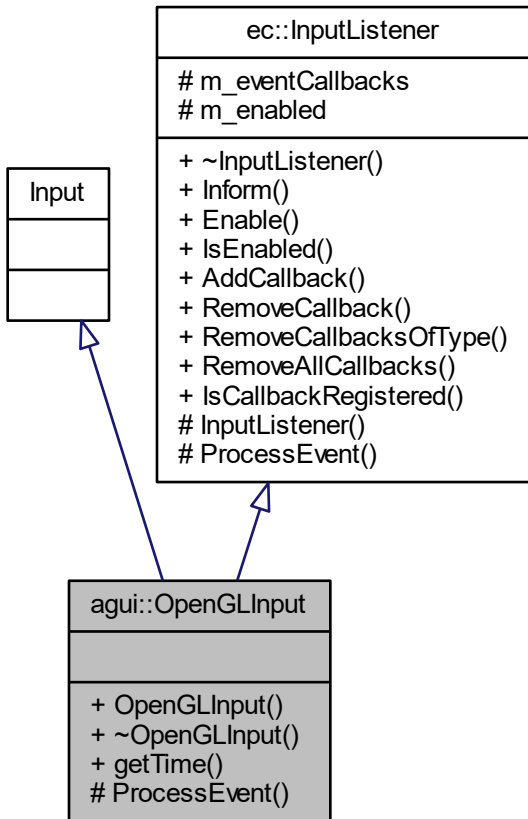 ec::InputListener
# m_eventCallbacks
# m_enabled
+ ~InputListener()
+ Inform()
+ Enable()
+ IsEnabled()
+ AddCallback()
+ RemoveCallback()
+ RemoveCallbacksOfType()
+ RemoveAllCallbacks()
+ IsCallbackRegistered()
# InputListener()
# ProcessEvent()
Input
agui::OpenGLInput
+ OpenGLInput()
+ ~OpenGLInput()
+ getTime()
# ProcessEvent()